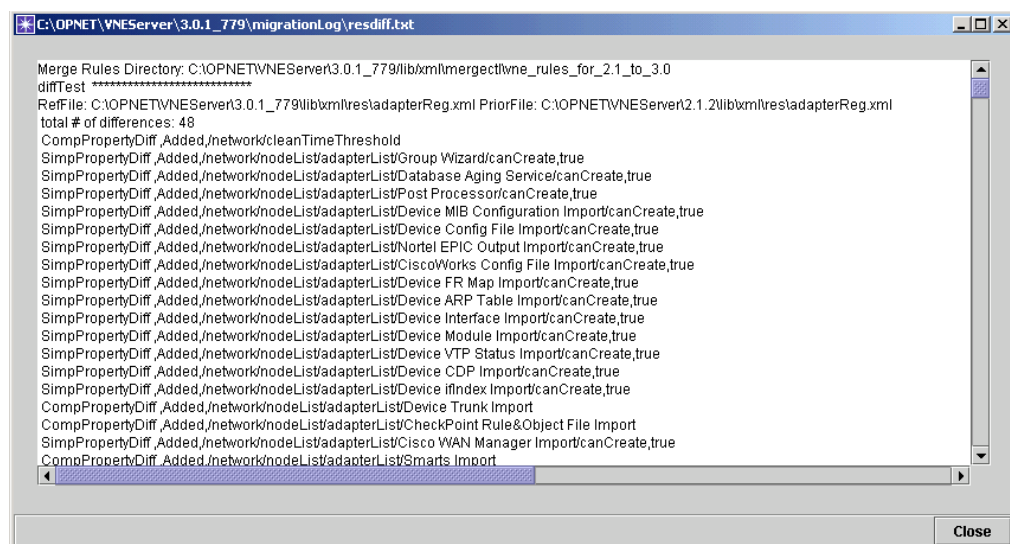 C:\OPNET\VNEServer\3.0.1_779\migrationLog\resdiff.txt
Merge Rules Directory: C:\OPNET\VNEServer\3.0.1_779/lib/xml\mergectl\vne_rules_for_2.1_to_3.0
diffTest ***************************
RefFile: C:\OPNET\VNEServer\3.0.1_779\lib\xml\res\adapterReg.xml PriorFile: C:\OPNET\VNEServer\2.1.2\lib\xml\res\adapterReg.xml
total # of differences: 48
CompPropertyDiff ,Added,/network/cleanTimeThreshold
SimpPropertyDiff ,Added,/network/nodeList/adapterList/Group Wizard/canCreate,true
SimpPropertyDiff ,Added,/network/nodeList/adapterList/Database Aging Service/canCreate,true
SimpPropertyDiff ,Added,/network/nodeList/adapterList/Post Processor/canCreate,true
SimpPropertyDiff ,Added,/network/nodeList/adapterList/Device MIB Configuration Import/canCreate,true
SimpPropertyDiff ,Added,/network/nodeList/adapterList/Device Config File Import/canCreate,true
SimpPropertyDiff ,Added,/network/nodeList/adapterList/Nortel EPIC Output Import/canCreate,true
SimpPropertyDiff ,Added,/network/nodeList/adapterList/CiscoWorks Config File Import/canCreate,true
SimpPropertyDiff ,Added,/network/nodeList/adapterList/Device FR Map Import/canCreate,true
SimpPropertyDiff ,Added,/network/nodeList/adapterList/Device ARP Table Import/canCreate,true
SimpPropertyDiff ,Added,/network/nodeList/adapterList/Device Interface Import/canCreate,true
SimpPropertyDiff ,Added,/network/nodeList/adapterList/Device Module Import/canCreate,true
SimpPropertyDiff ,Added,/network/nodeList/adapterList/Device VTP Status Import/canCreate,true
SimpPropertyDiff ,Added,/network/nodeList/adapterList/Device CDP Import/canCreate,true
SimpPropertyDiff ,Added,/network/nodeList/adapterList/Device ifIndex Import/canCreate,true
CompPropertyDiff ,Added,/network/nodeList/adapterList/Device Trunk Import
CompPropertyDiff ,Added,/network/nodeList/adapterList/CheckPoint Rule&Object File Import
SimpPropertyDiff ,Added,/network/nodeList/adapterList/Cisco WAN Manager Import/canCreate,true
CompPropertyDiff ,Added,/network/nodeList/adapterList/Smarts Import
Close